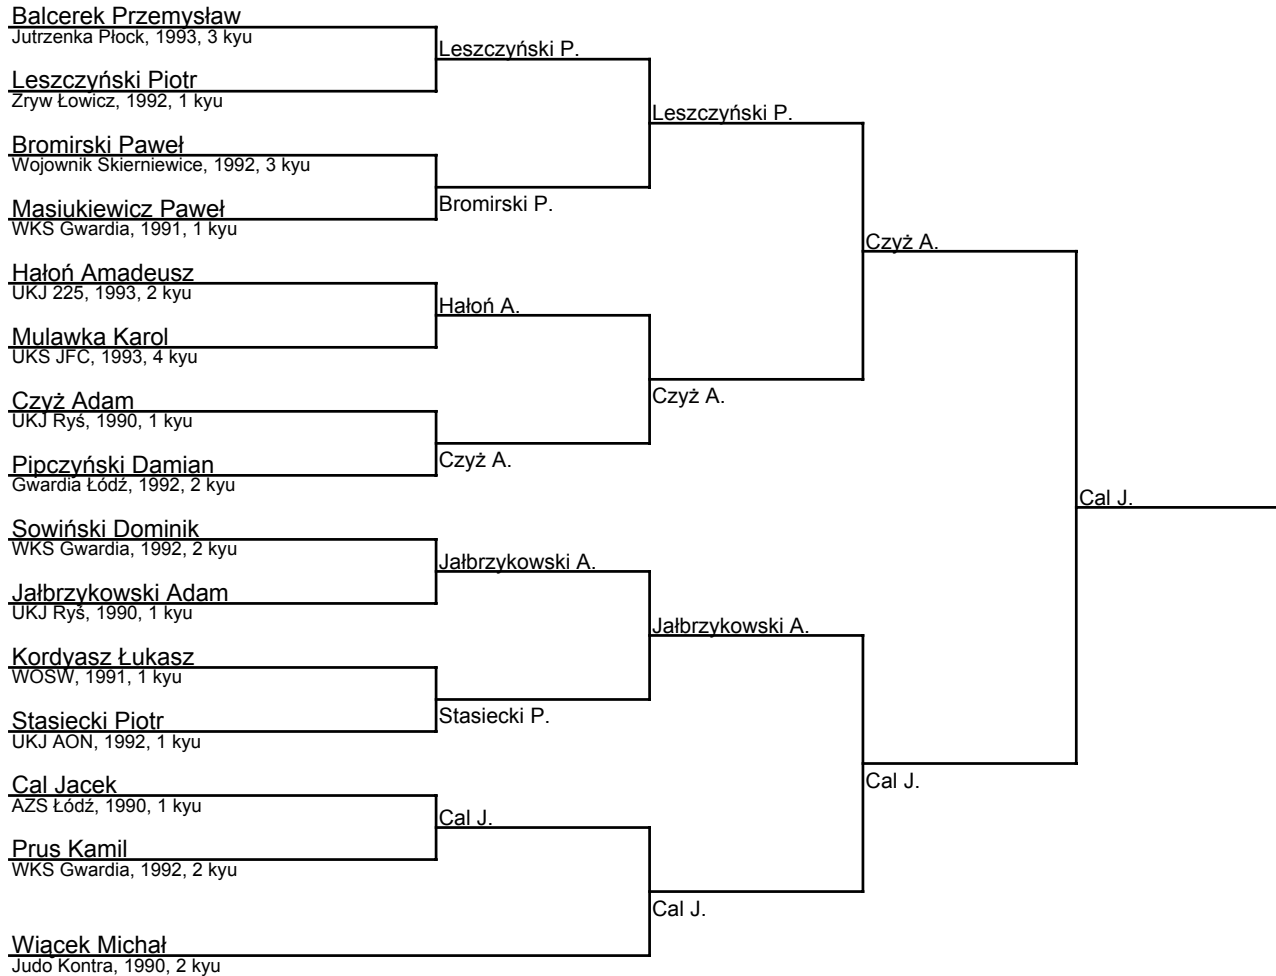 Balcerek Przemysław
Jutrzenka Płock, 1993, 3 kyu
Leszczyński P.
Leszczyński Piotr
Zryw Łowicz, 1992, 1 kyu
Leszczyński P.
Bromirski Paweł
Wojownik Skierniewice, 1992, 3 kyu
Bromirski P.
Masiukiewicz Paweł
WKS Gwardia, 1991, 1 kyu
Czyż A.
Hałoń Amadeusz
UKJ 225, 1993, 2 kyu
Hałoń A.
Mulawka Karol
UKS JFC, 1993, 4 kyu
Czyż A.
Czyż Adam
UKJ Ryś, 1990, 1 kyu
Czyż A.
Pipczyński Damian
Gwardia Łódź, 1992, 2 kyu
Cal J.
Sowiński Dominik
WKS Gwardia, 1992, 2 kyu
Jałbrzykowski A.
Jałbrzykowski Adam
UKJ Ryś, 1990, 1 kyu
Jałbrzykowski A.
Kordyasz Łukasz
WOSW, 1991, 1 kyu
Stasiecki P.
Stasiecki Piotr
UKJ AON, 1992, 1 kyu
Cal J.
Cal Jacek
AZS Łódź, 1990, 1 kyu
Cal J.
Prus Kamil
WKS Gwardia, 1992, 2 kyu
Cal J.
Wiącek Michał
Judo Kontra, 1990, 2 kyu